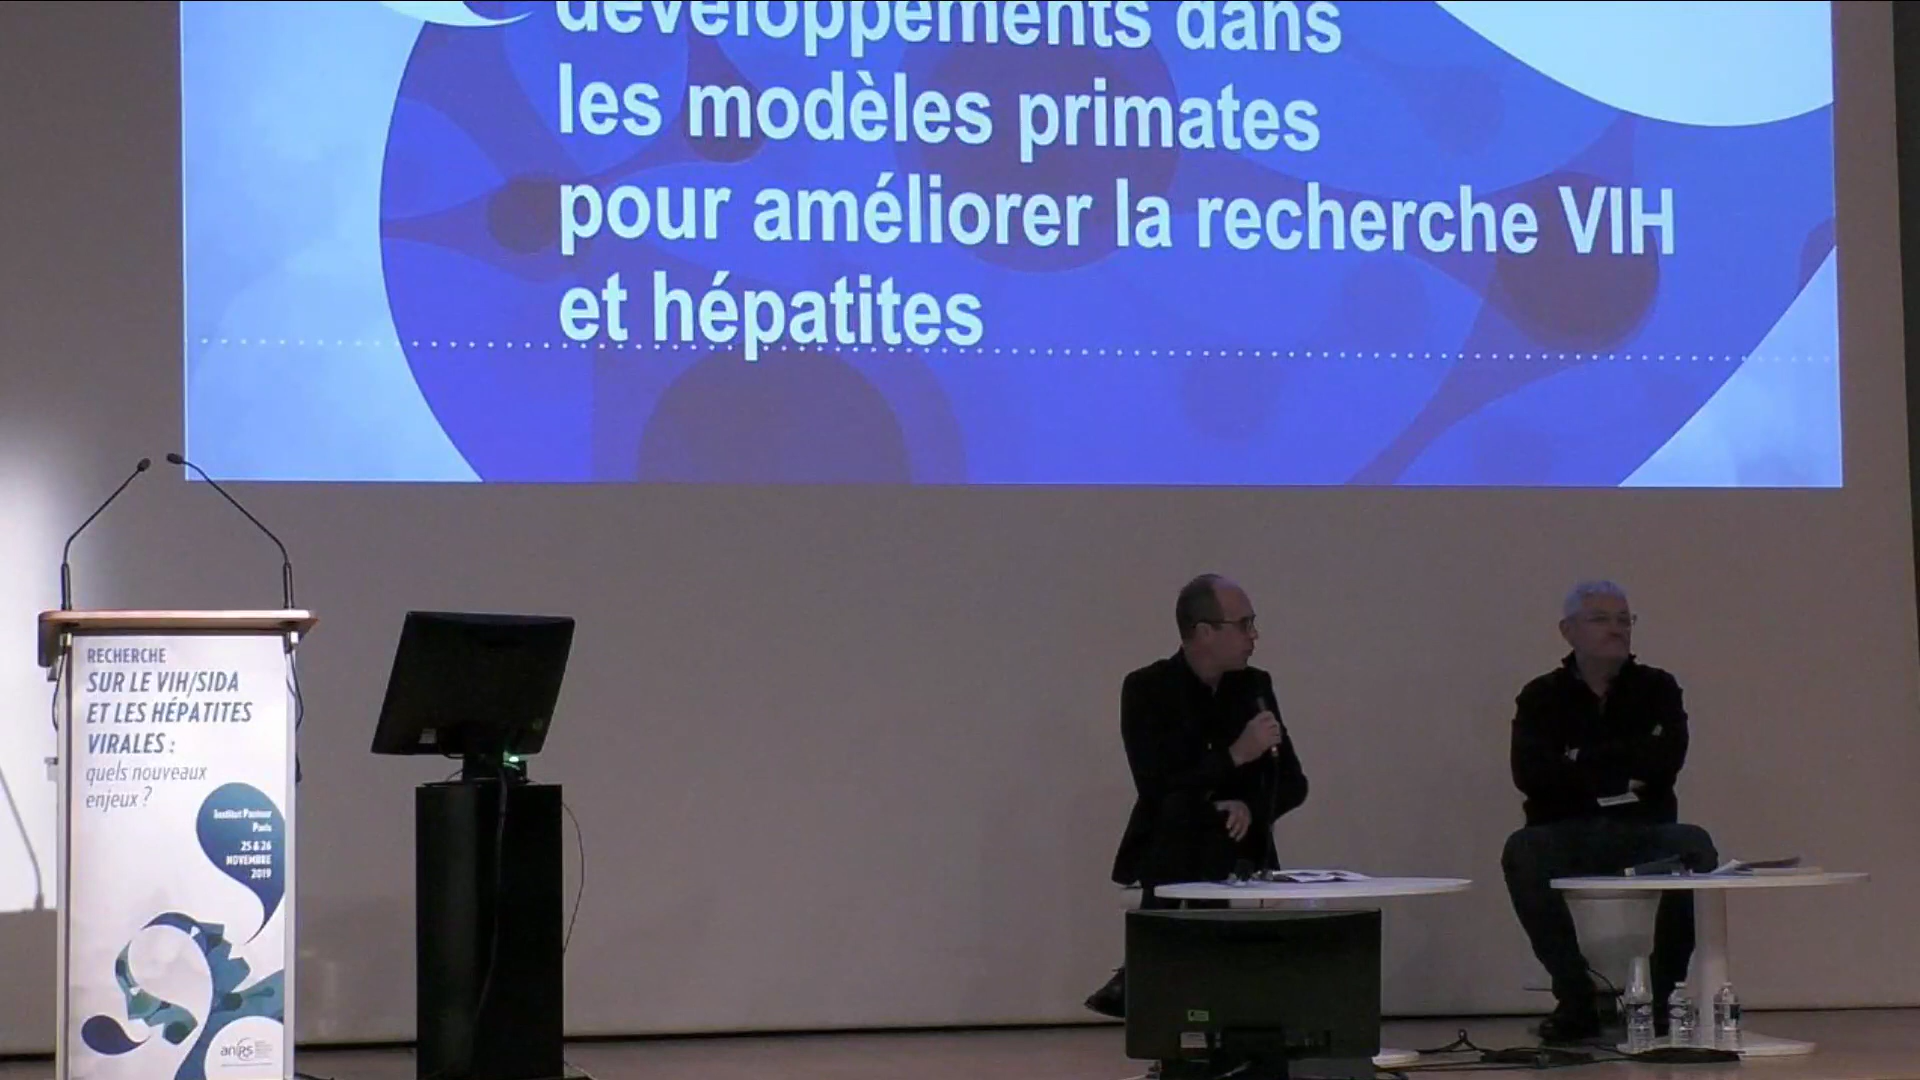 développements dans
les modèles primates
pour améliorer la recherche VIH
et hépatites
RECHERCHE
SUR LE VIH/SIDA
ET LES HÉPATITES
VIRALES :
quels nouveaux
enjeux ?
Institut Pasteur
Paris
25 & 26
NOVEMBRE
2019
anRS